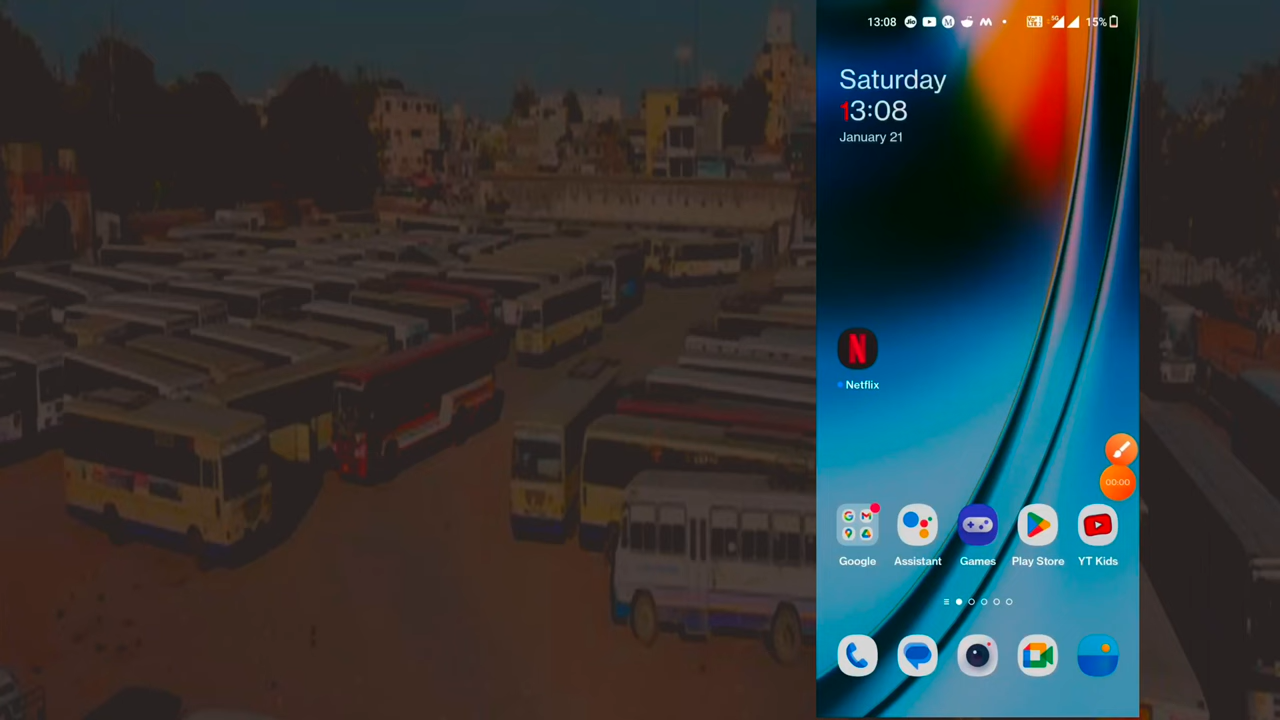 13:08
15%
Saturday
13:08
January 21
N
Netflix
00:00
Google
Assistant
Games
Play Store
YT Kids